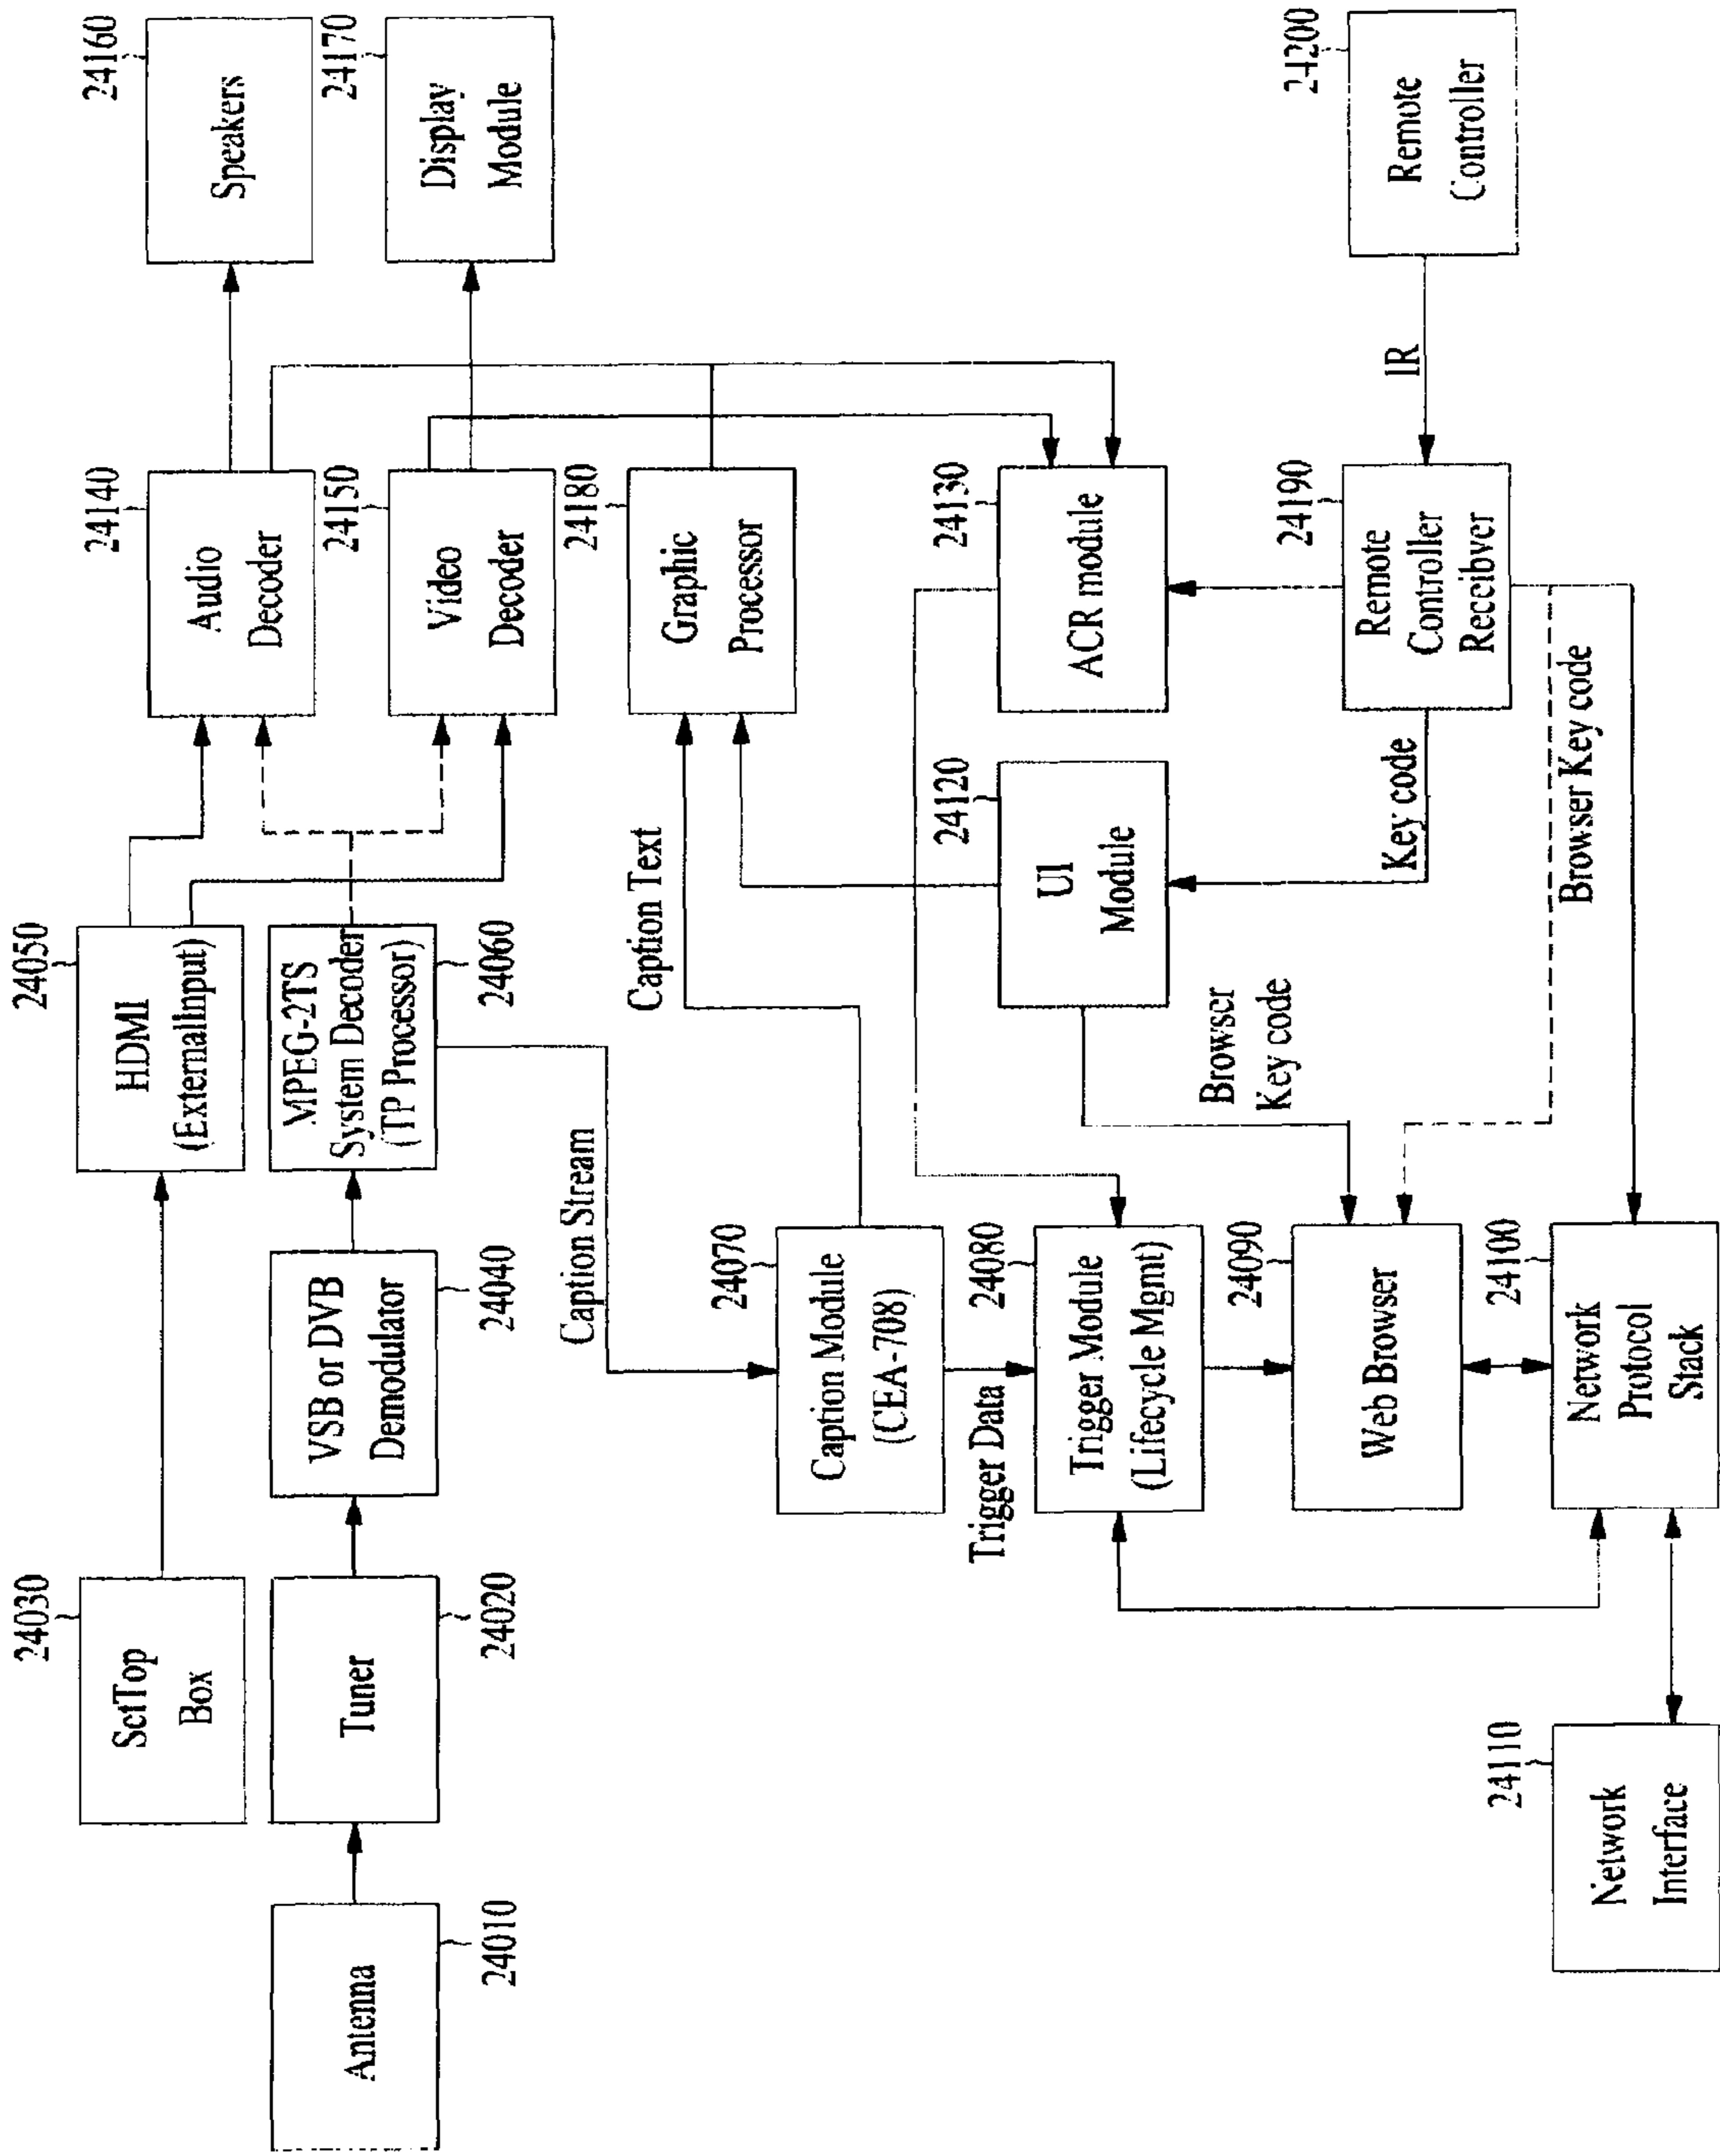 24030
SetTop
Box
24050
HDMI
(ExternalInput)
24140
Audio
Decoder
24160
Speakers
Antenna
24010
Tuner
24020
VSB or DVB
Demodulator
24040
MPEG-2TS
System Decoder
(TP Processor)
24060
24150
Video
Decoder
24170
Display
Module
Caption Stream
Caption Text
24180
Graphic
Processor
24070
Caption Module
(CEA-708)
Trigger Data
24080
Trigger Module
(Lifecycle Mgmt)
24120
UI
Module
24130
ACR module
Browser
Key code
24090
Web Browser
Key code
IR
24190
Remote
Controller
Receibver
24200
Remote
Controller
Browser Key code
24110
Network
Interface
24100
Network
Protocol
Stack